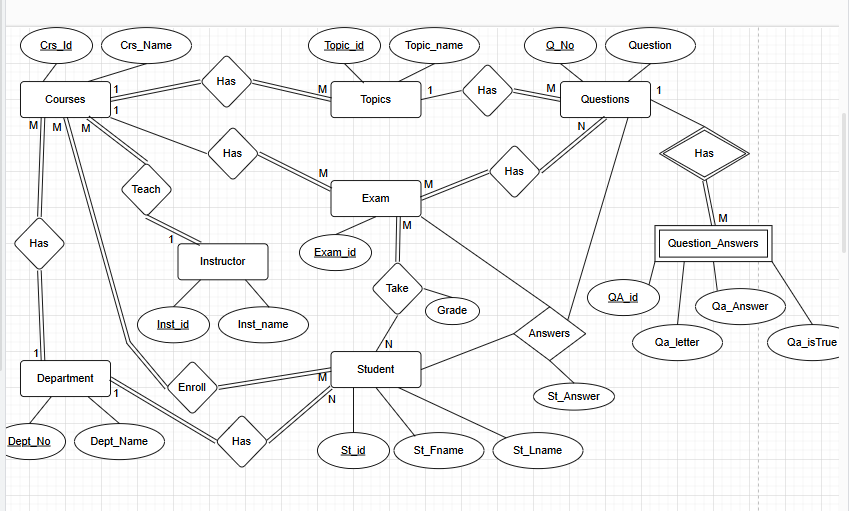 Crs_Id
Crs_Name
Topic_id
Topic_name
Q_No
Question
Has
Has
Courses
1
M
Topics
1
M
Questions
1
1
M
M
M
N
Has
Has
Has
M
M
Teach
Exam
M
M
1
Has
Instructor
Exam_id
Question_Answers
Take
Grade
QA_id
Qa_Answer
Inst_id
Inst_name
Answers
Qa_letter
Qa_isTrue
N
1
Department
Student
M
Enroll
1
N
St_Answer
Dept_No
Dept_Name
Has
St_id
St_Fname
St_Lname